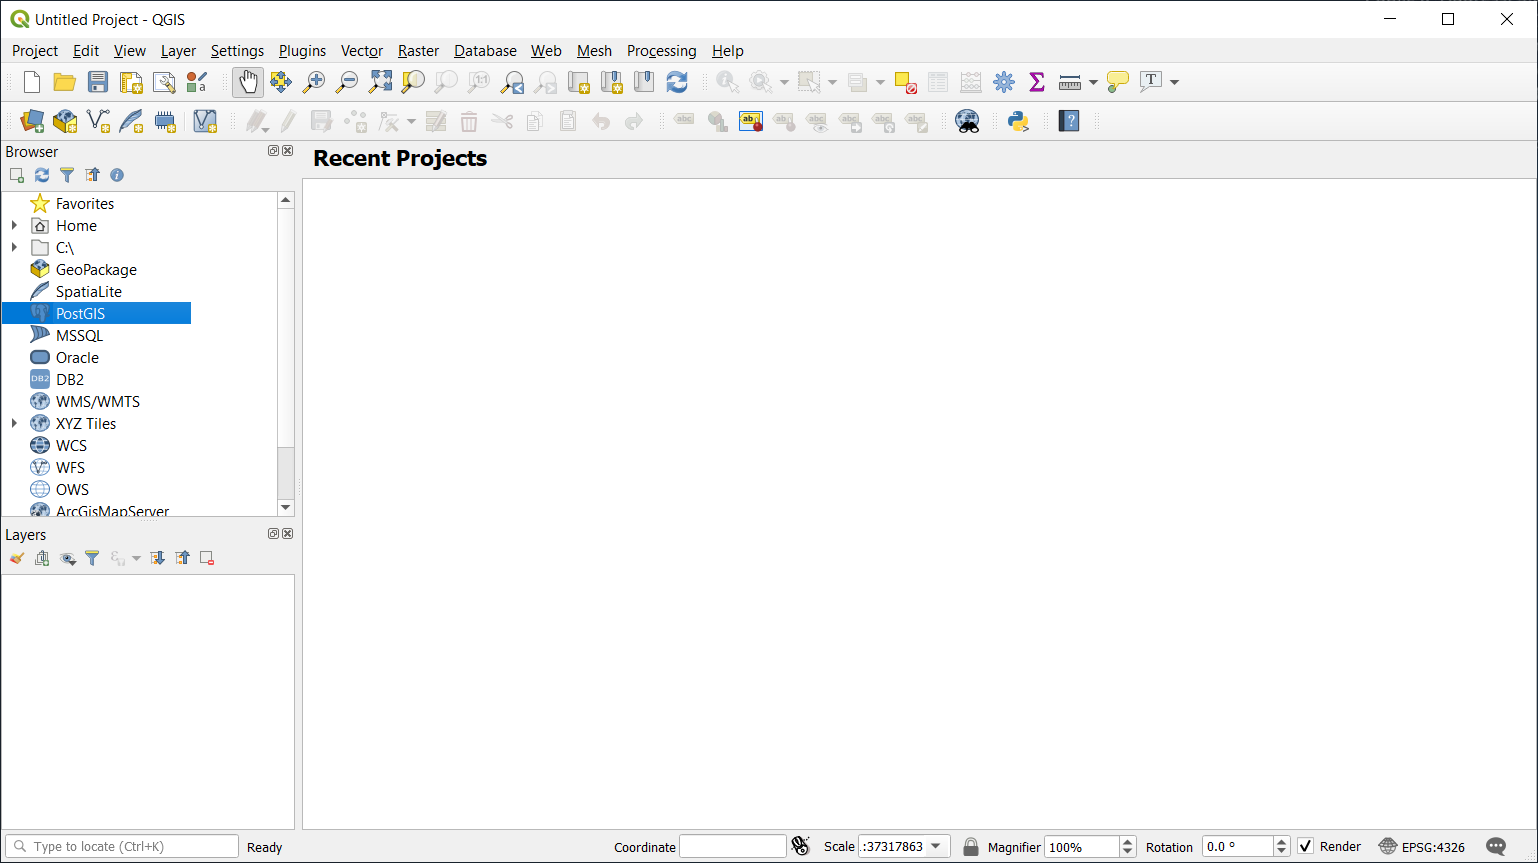 Untitled Project - QGIS
Project Edit View Layer Settings Plugins Vector Raster Database Web Mesh Processing Help
Browser
Recent Projects
Favorites
Home
C:\
GeoPackage
SpatiaLite
PostGIS
MSSQL
Oracle
DB2
DB2
WMS/WMTS
XYZ Tiles
WCS
WFS
OWS
ArcGisMapServer
Layers
Type to locate (Ctrl+K) Ready Coordinate Scale .:37317863 Magnifier 100% Rotation 0.0 ° Render EPSG:4326